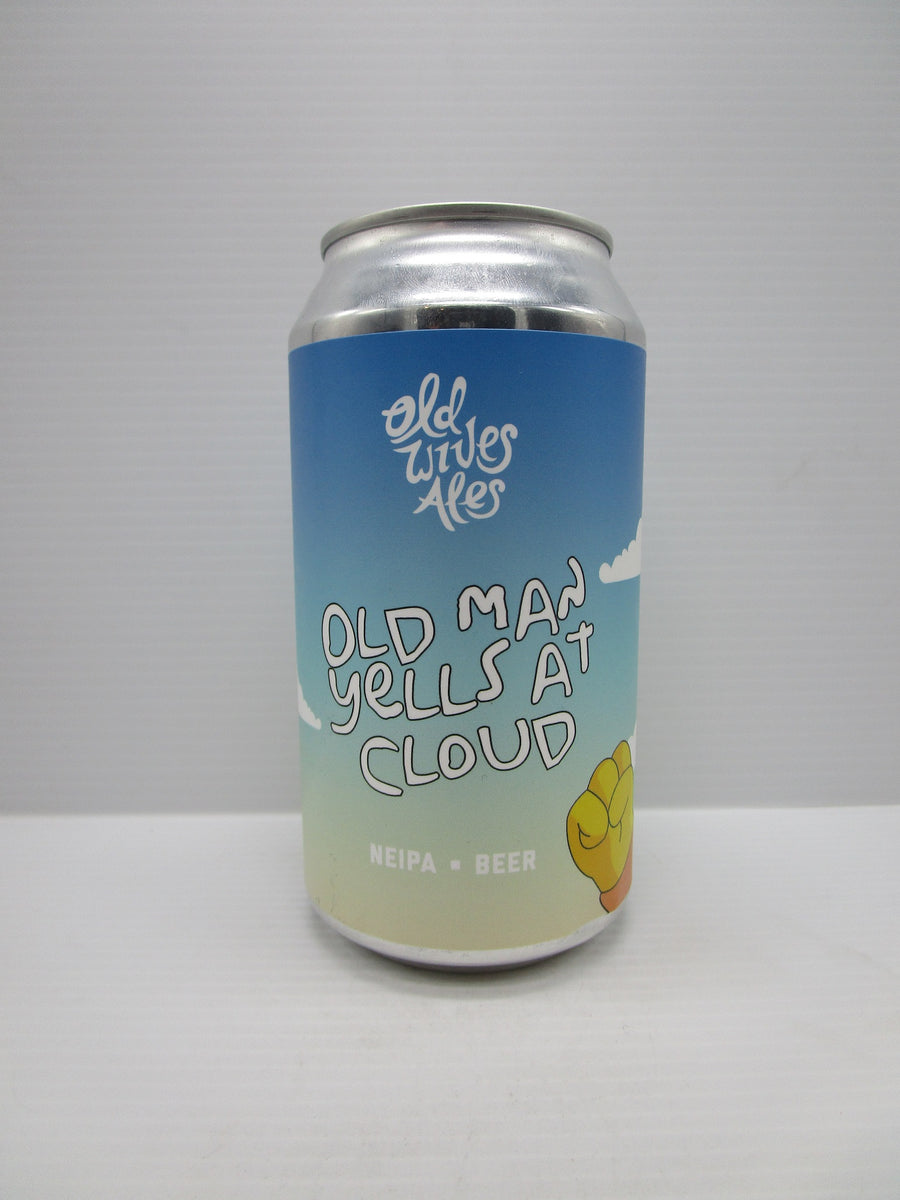 Old
Wives
Ales
OLD MAN
YeLLS AT
CLOUD
NEIPA ▪ BEER